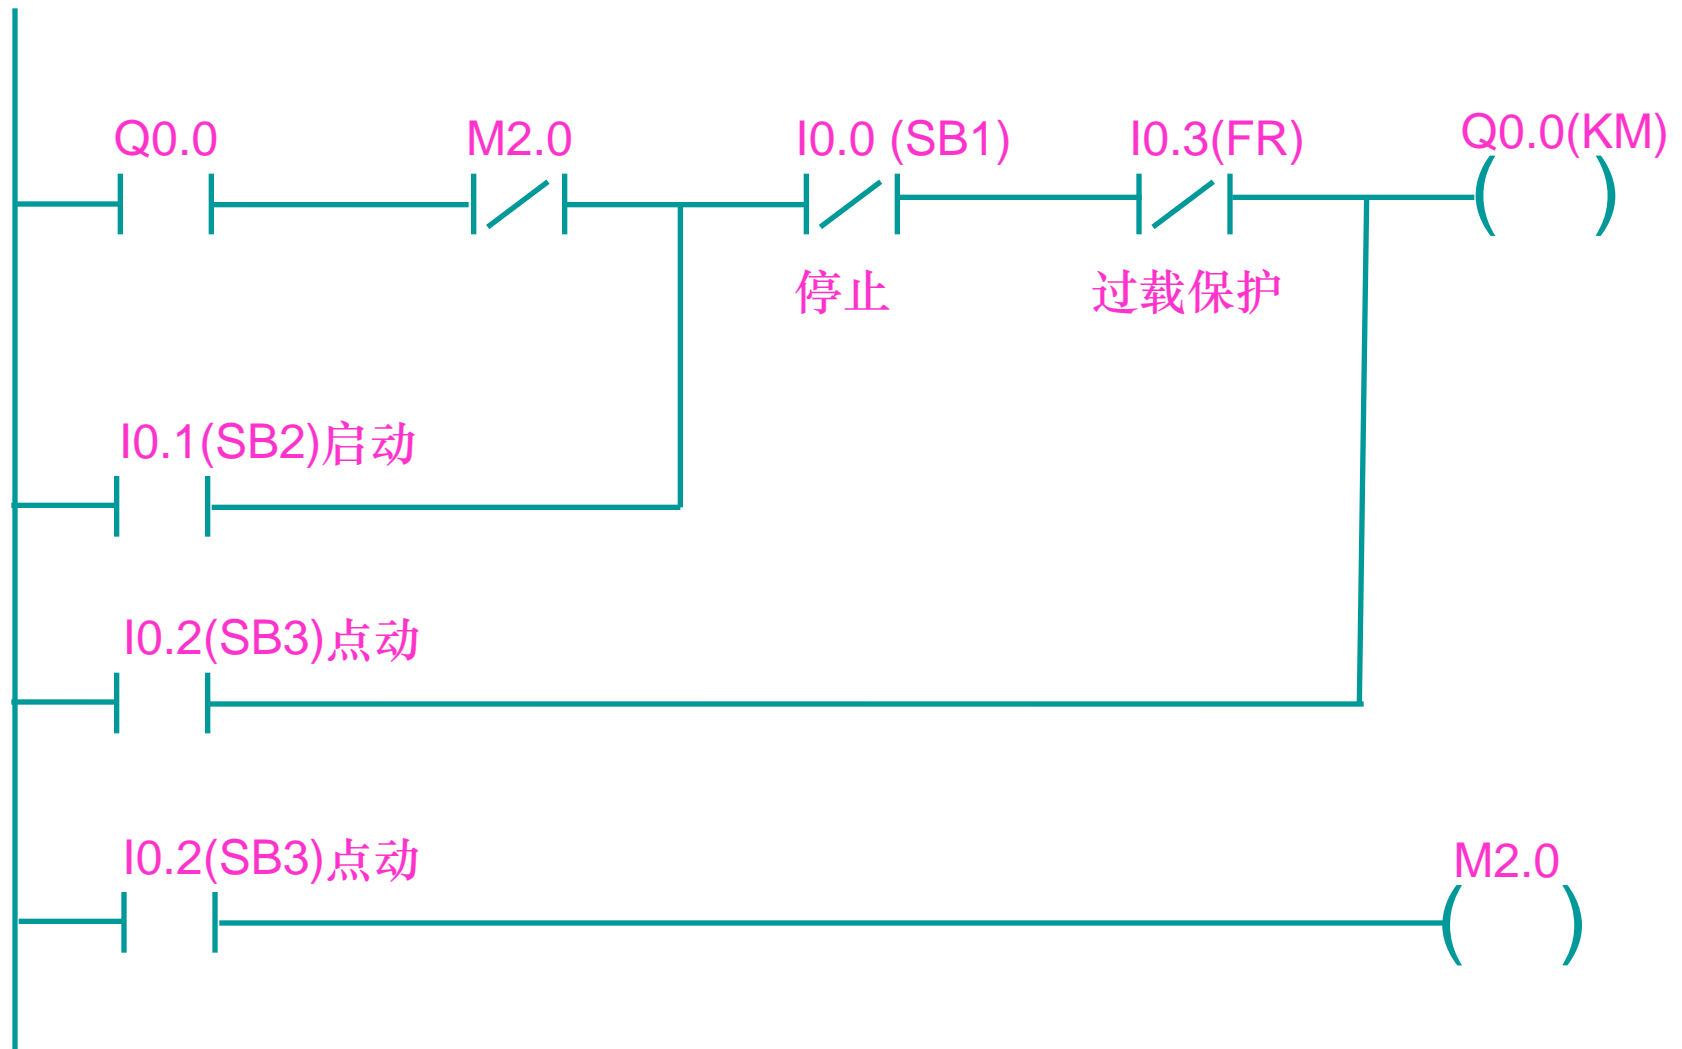 Q0.0 M2.0 I0.0 (SB1) I0.3(FR) Q0.0(KM)
停止 过载保护
I0.1(SB2)启动
I0.2(SB3)点动
I0.2(SB3)点动
M2.0